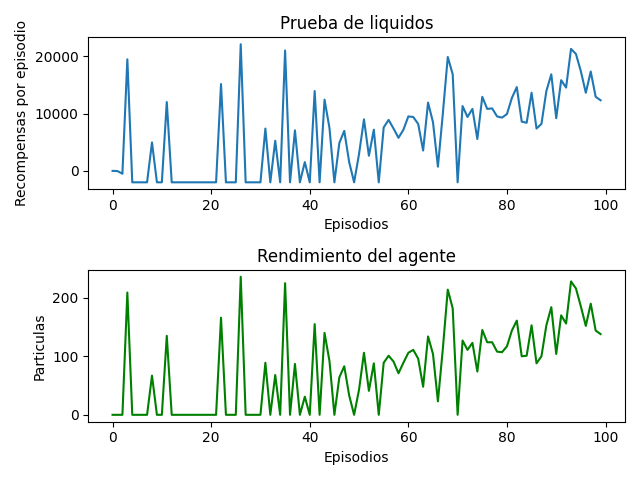 Prueba de liquidos
Recompensas por episodio
20000
10000
0
0 20 40 60 80 100
Episodios
Rendimiento del agente
Particulas
200
100
0
0 20 40 60 80 100
Episodios